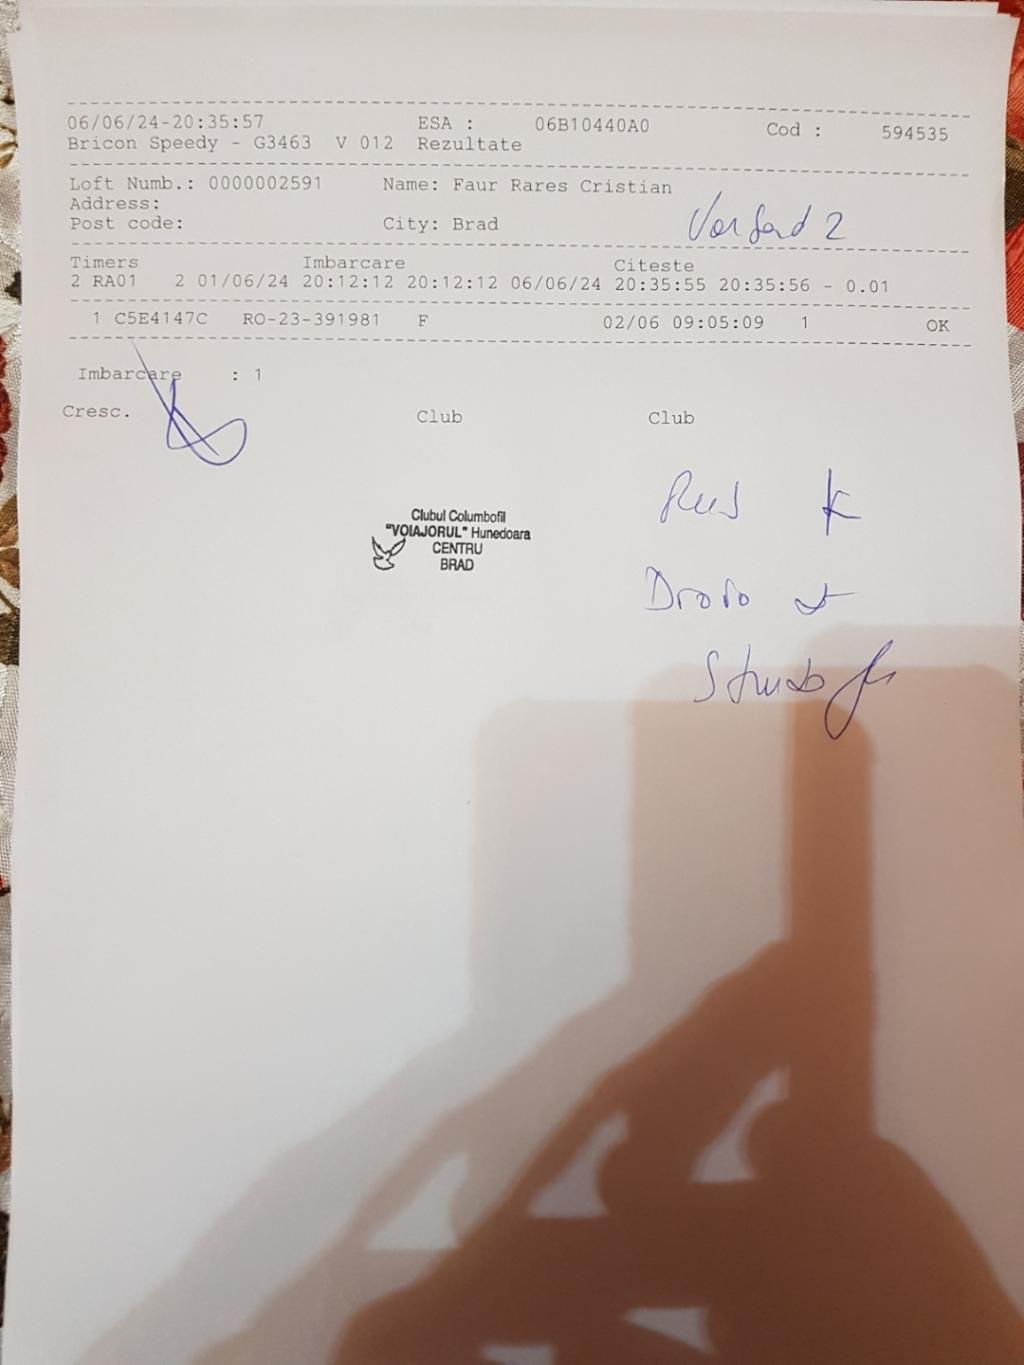 06/06/24-20:35:57 ESA : 06B10440A0 Cod : 594535
Bricon Speedy - G3463 V 012 Rezultate
Loft Numb.: 0000002591 Name: Faur Rares Cristian
Address:
Post code: City: Brad
2
Timers Imbarcare Citeste
2 RA01 2 01/06/24 20:12:12 20:12:12 06/06/24 20:35:55 20:35:56 - 0.01
1 C5E4147C RO-23-391981 F 02/06 09:05:09 1 OK
Imbarcare : 1
Cresc. Club Club
Clubul Columbofil
"VOIAJORUL" Hunedoara
CENTRU
BRAD